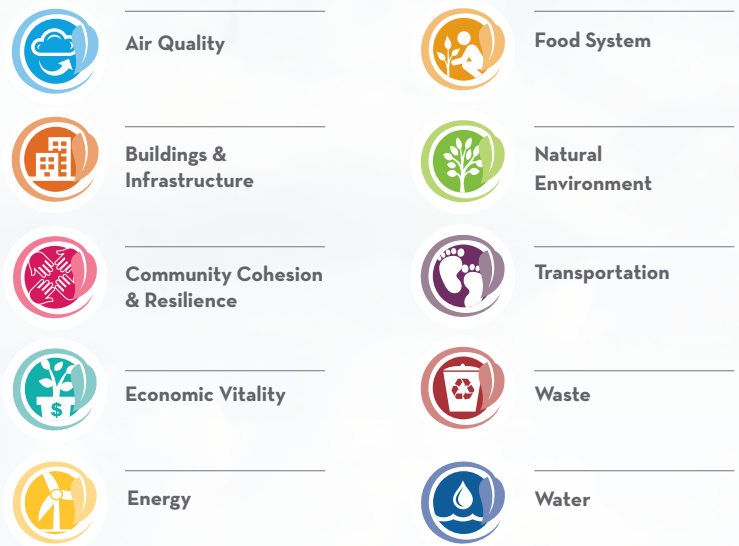 Air Quality
Buildings &
Infrastructure
Community Cohesion
& Resilience
Economic Vitality
$
Energy
Food System
Natural
Environment
Transportation
Waste
Water